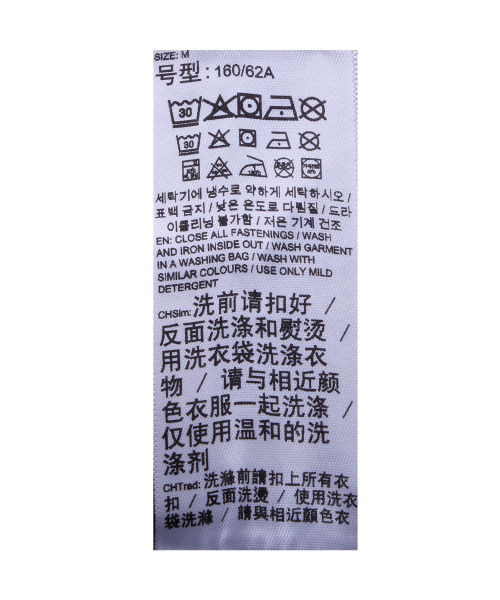 SIZE: M
号型: 160/62A
30
30
세탁기에 냉수로 약하게 세탁하시오 /
표백 금지 / 낮은 온도로 다림질 / 드라
이클리닝 불가함 / 저온 기계 건조
EN: CLOSE ALL FASTENINGS / WASH
AND IRON INSIDE OUT / WASH GARMENT
IN A WASHING BAG / WASH WITH
SIMILAR COLOURS / USE ONLY MILD
DETERGENT
CHSim: 洗前请扣好 /
反面洗涤和熨烫 /
用洗衣袋洗涤衣
物 / 请与相近颜
色衣服一起洗涤 /
仅使用温和的洗
涤剂
CHTrad: 洗滌前請扣上所有衣
扣 / 反面洗燙 / 使用洗衣
袋洗滌 / 請與相近顏色衣